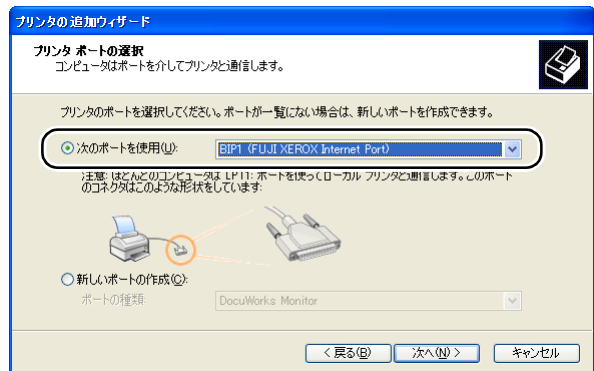 プリンタの追加ウィザード
プリンタ ポートの選択
コンピュータはポートを介してプリンタと通信します。
プリンタのポートを選択してください。ポートが一覧にない場合は、新しいポートを作成できます。
次のポートを使用(U):
BIP1 (FUJI XEROX Internet Port)
注意: ほとんどのコンピュータは LPT1: ポートを使ってローカル プリンタと通信します。このポート
のコネクタはこのような形状をしています:
新しいポートの作成(C):
ポートの種類:
DocuWorks Monitor
< 戻る(B)
次へ(N) >
キャンセル